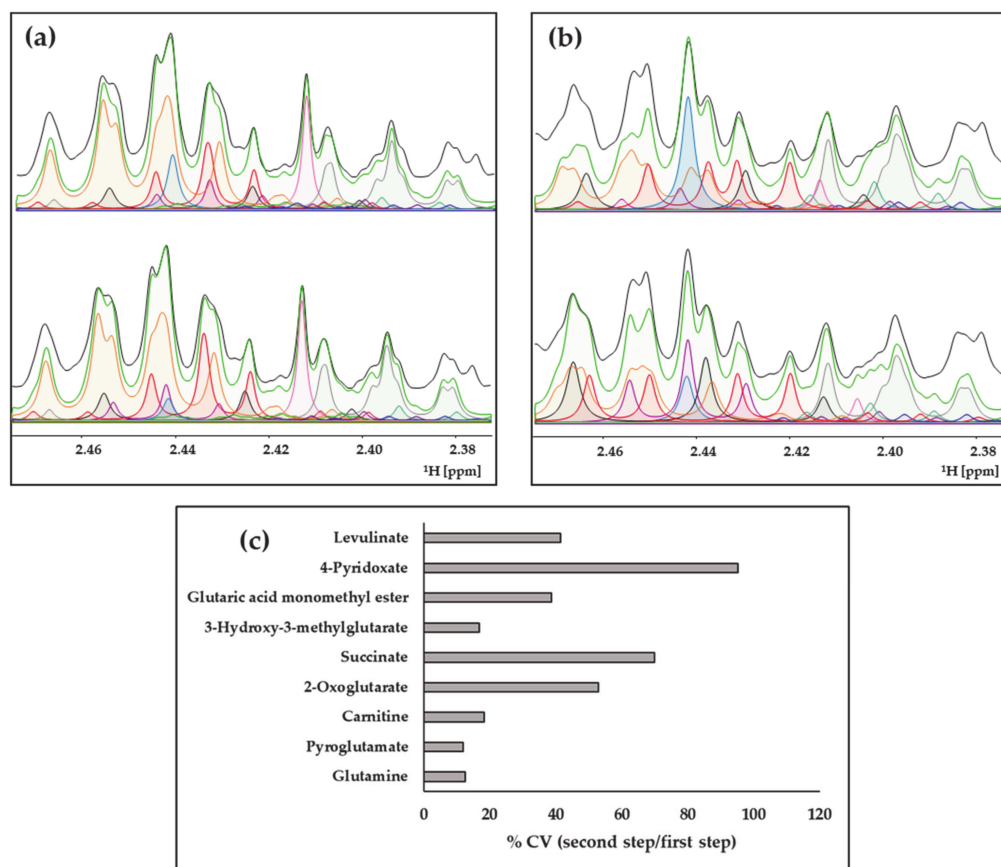 (a)
(b)
2.46 2.44 2.42 2.40 2.38
¹H [ppm]
2.46 2.44 2.42 2.40 2.38
¹H [ppm]
(c)
Levulinate
4-Pyridoxate
Glutaric acid monomethyl ester
3-Hydroxy-3-methylglutarate
Succinate
2-Oxoglutarate
Carnitine
Pyroglutamate
Glutamine
0 20 40 60 80 100 120
% CV (second step/first step)